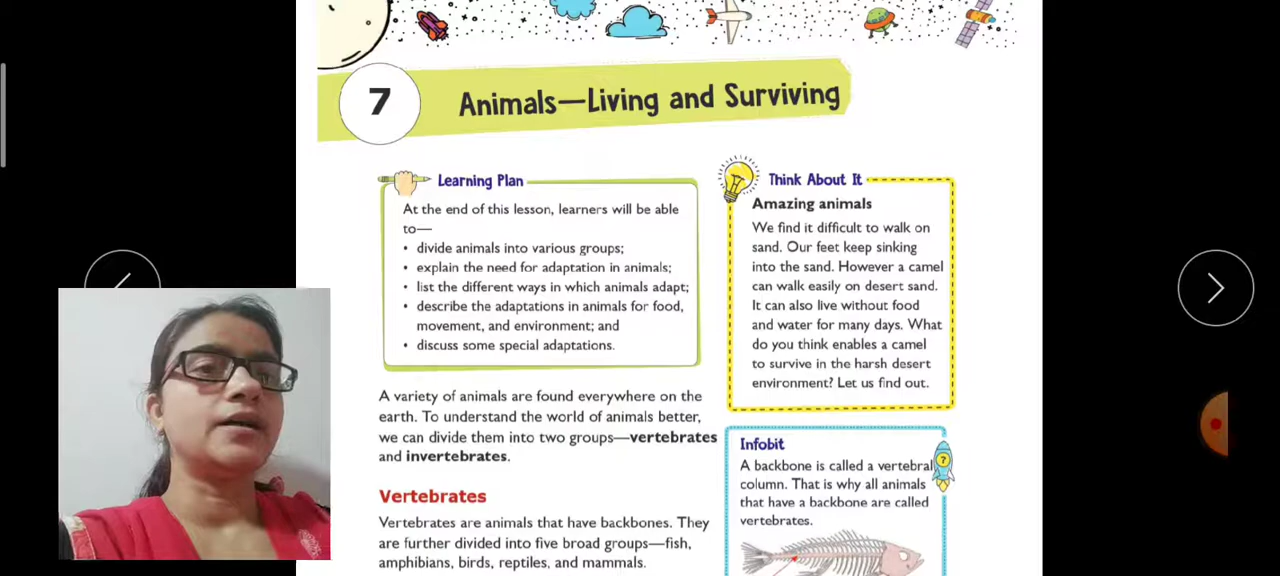 7
Animals—Living and Surviving
Learning Plan
At the end of this lesson, learners will be able
to—
• divide animals into various groups;
• explain the need for adaptation in animals;
• list the different ways in which animals adapt;
• describe the adaptations in animals for food,
movement, and environment; and
• discuss some special adaptations.
A variety of animals are found everywhere on the
earth. To understand the world of animals better,
we can divide them into two groups—vertebrates
and invertebrates.
Vertebrates
Vertebrates are animals that have backbones. They
are further divided into five broad groups—fish,
amphibians, birds, reptiles, and mammals.
Think About It
Amazing animals
We find it difficult to walk on
sand. Our feet keep sinking
into the sand. However a camel
can walk easily on desert sand.
It can also live without food
and water for many days. What
do you think enables a camel
to survive in the harsh desert
environment? Let us find out.
Infobit
?
A backbone is called a vertebral
column. That is why all animals
that have a backbone are called
vertebrates.